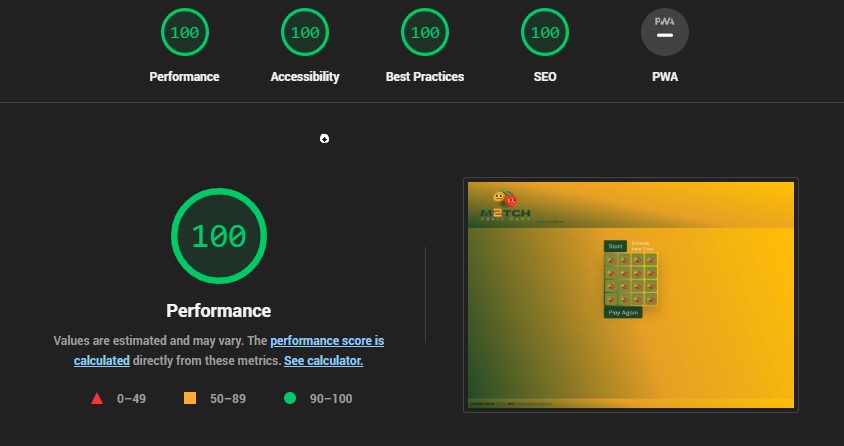 100
100
100
100
PWA
Performance
Accessibility
Best Practices
SEO
PWA
100
Performance
Values are estimated and may vary. The performance score is
calculated directly from these metrics. See calculator.
0–49
50–89
90–100
M2TCH
Start
Play Again